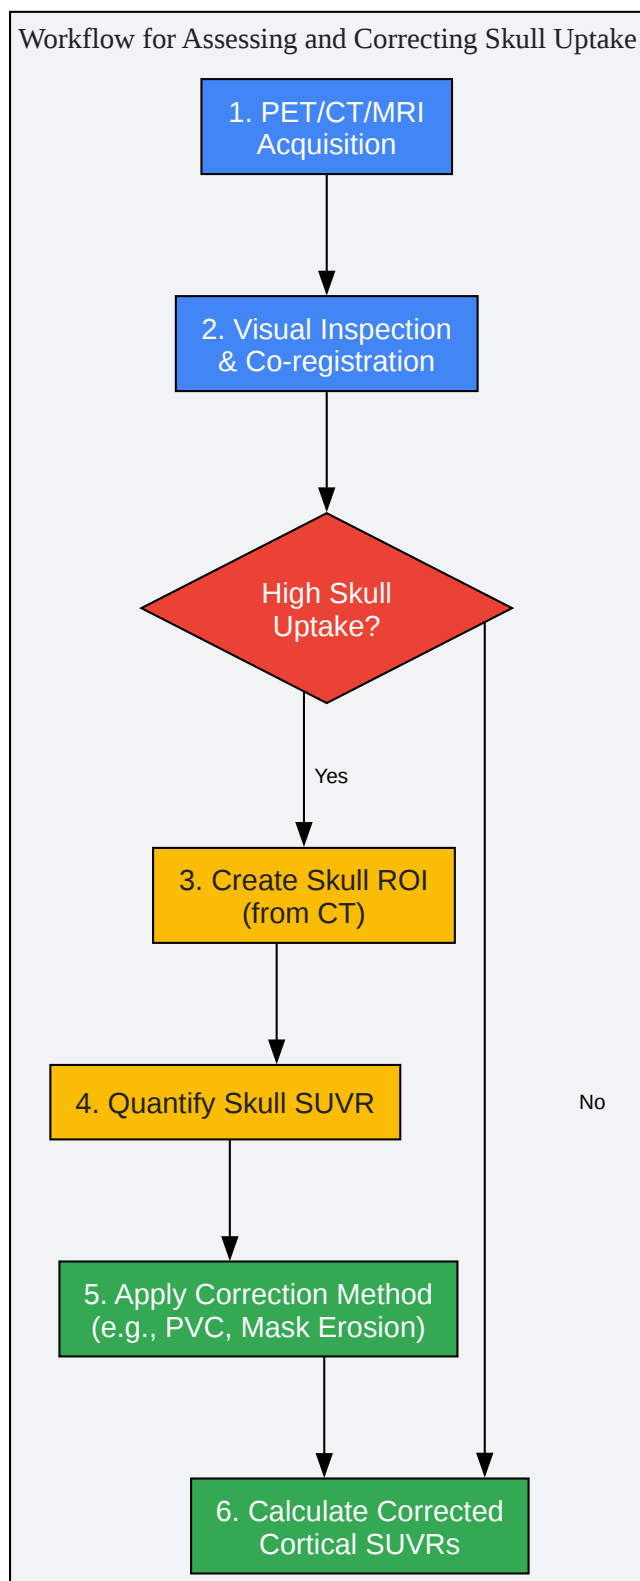 Workflow for Assessing and Correcting Skull Uptake
1. PET/CT/MRI
Acquisition
2. Visual Inspection
& Co-registration
High Skull
Uptake?
Yes
3. Create Skull ROI
(from CT)
4. Quantify Skull SUVR
No
5. Apply Correction Method
(e.g., PVC, Mask Erosion)
6. Calculate Corrected
Cortical SUVRs